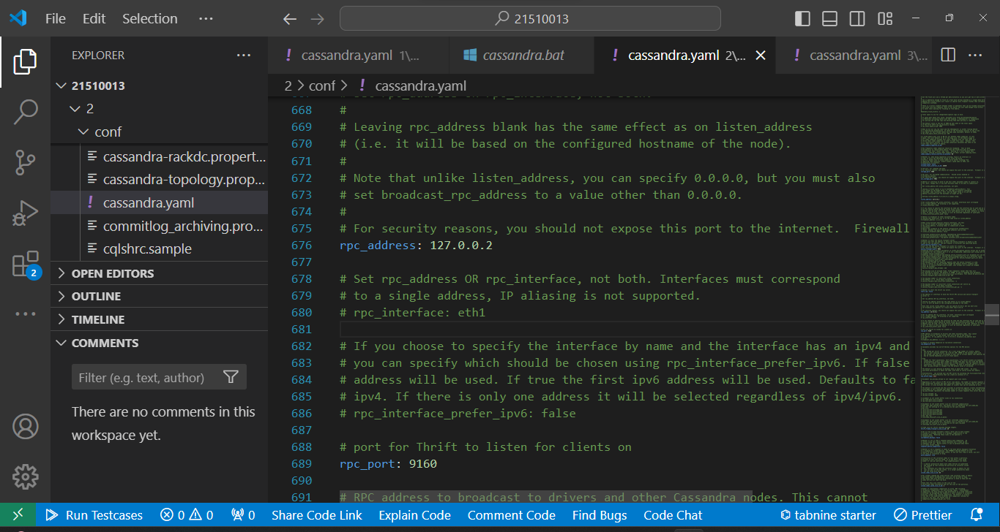 File Edit Selection ···
21510013
EXPLORER
cassandra.yaml 1\...
cassandra.bat
cassandra.yaml 2\...
cassandra.yaml 3\...
2 > conf > ! cassandra.yaml
21510013
2
conf
cassandra-rackdc.propert...
cassandra-topology.prop...
cassandra.yaml
commitlog_archiving.pro...
cqlshrc.sample
OPEN EDITORS
OUTLINE
TIMELINE
COMMENTS
Filter (e.g. text, author)
There are no comments in this
workspace yet.
2
668 #
669 # Leaving rpc_address blank has the same effect as on listen_address
670 # (i.e. it will be based on the configured hostname of the node).
671 #
672 # Note that unlike listen_address, you can specify 0.0.0.0, but you must also
673 # set broadcast_rpc_address to a value other than 0.0.0.0.
674 #
675 # For security reasons, you should not expose this port to the internet.  Firewall
676 rpc_address: 127.0.0.2
677
678 # Set rpc_address OR rpc_interface, not both. Interfaces must correspond
679 # to a single address, IP aliasing is not supported.
680 # rpc_interface: eth1
681
682 # If you choose to specify the interface by name and the interface has an ipv4 and
683 # you can specify which should be chosen using rpc_interface_prefer_ipv6. If false
684 # address will be used. If true the first ipv6 address will be used. Defaults to fa
685 # ipv4. If there is only one address it will be selected regardless of ipv4/ipv6.
686 # rpc_interface_prefer_ipv6: false
687
688 # port for Thrift to listen for clients on
689 rpc_port: 9160
690
691 # RPC address to broadcast to drivers and other Cassandra nodes. This cannot
Run Testcases 0 0 0 Share Code Link Explain Code Comment Code Find Bugs Code Chat tabnine starter Prettier